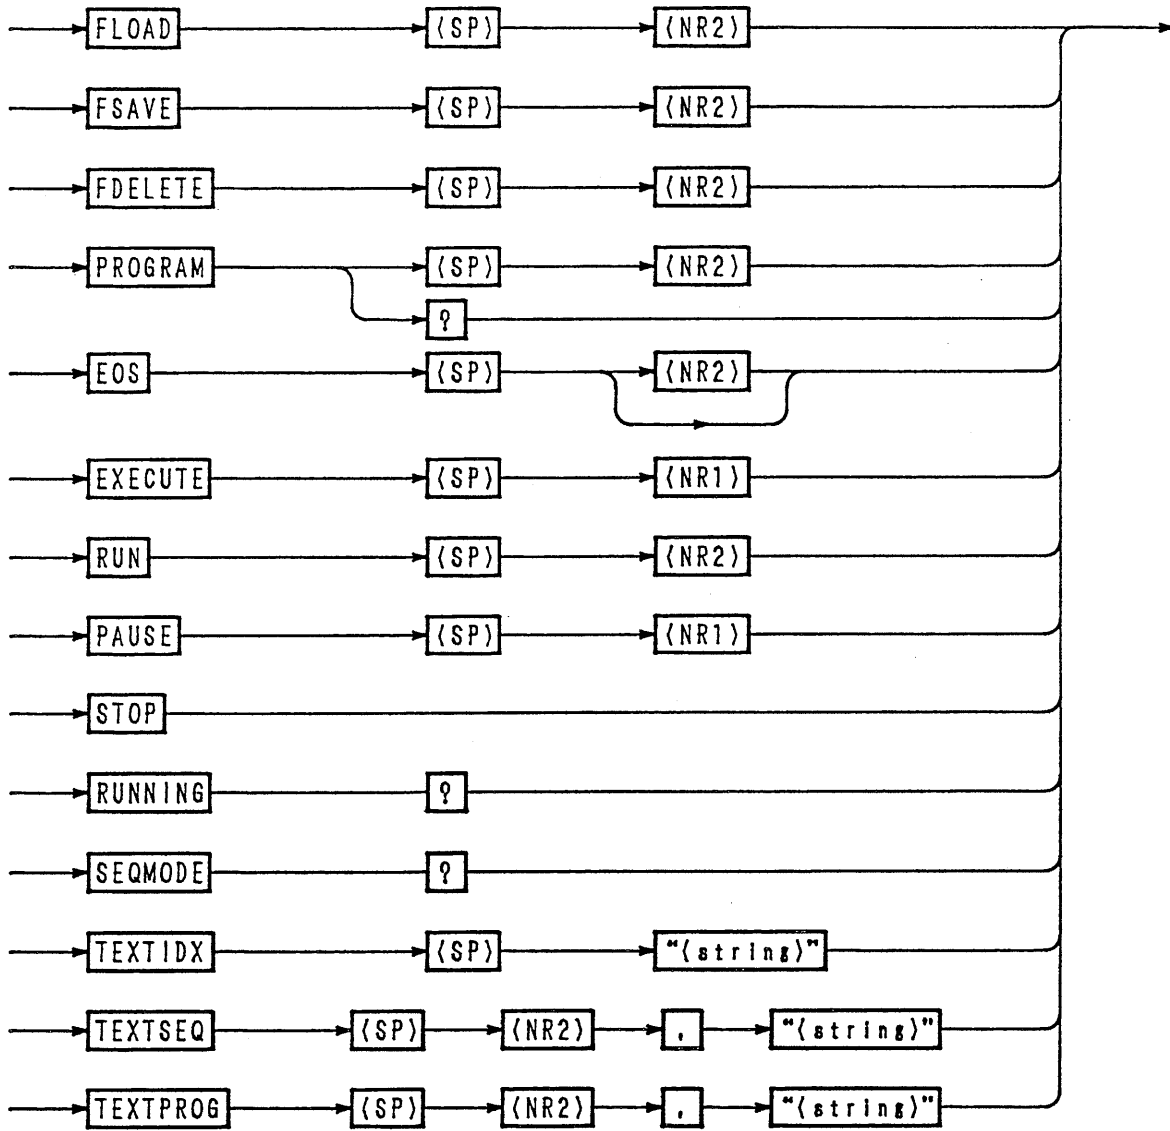 FLOAD ⟨SP⟩ ⟨NR2⟩
FSAVE ⟨SP⟩ ⟨NR2⟩
FDELETE ⟨SP⟩ ⟨NR2⟩
PROGRAM ⟨SP⟩ ⟨NR2⟩
?
EOS ⟨SP⟩ ⟨NR2⟩
EXECUTE ⟨SP⟩ ⟨NR1⟩
RUN ⟨SP⟩ ⟨NR2⟩
PAUSE ⟨SP⟩ ⟨NR1⟩
STOP
RUNNING ?
SEQMODE ?
TEXTIDX ⟨SP⟩ “⟨string⟩”
TEXTSEQ ⟨SP⟩ ⟨NR2⟩ , “⟨string⟩”
TEXTPROG ⟨SP⟩ ⟨NR2⟩ , “⟨string⟩”